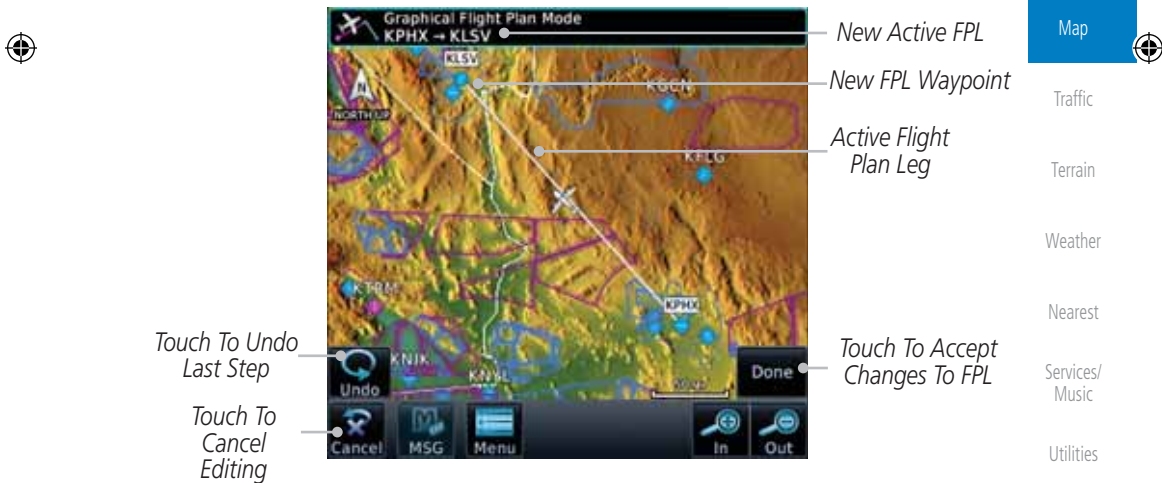 Graphical Flight Plan Mode
KPHX → KLSV
New Active FPL
Map
KLSV
New FPL Waypoint
KGCN
Traffic
N
NORTH UP
Active Flight
Plan Leg
KFLG
Terrain
Weather
KTRM
KPHX
Nearest
Touch To Undo
Last Step
Touch To Accept
Changes To FPL
KNJK
KNYL
Undo
Done
Services/
Music
Touch To
Cancel
Editing
Cancel
MSG
Menu
In
Out
Utilities